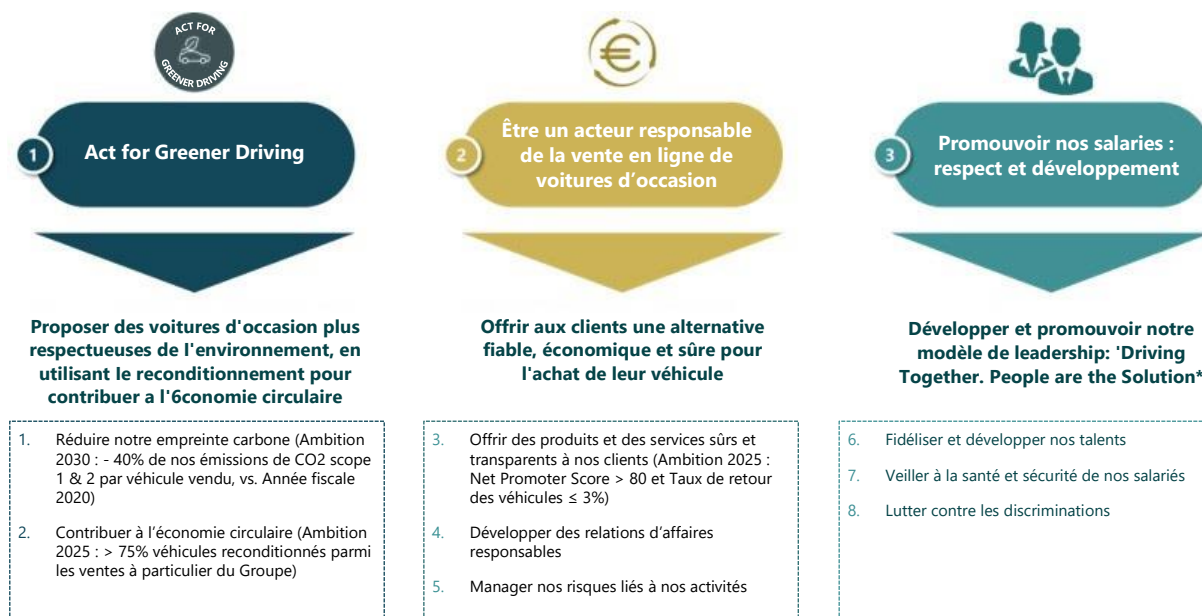 ACT FOR
GREENER DRIVING
1
Act for Greener Driving
Proposer des voitures d'occasion plus
respectueuses de l'environnement, en
utilisant le reconditionnement pour
contribuer a l'6conomie circulaire
1. Réduire notre empreinte carbone (Ambition
2030 : - 40% de nos émissions de CO2 scope
1 & 2 par véhicule vendu, vs. Année fiscale
2020)
2. Contribuer à l'économie circulaire (Ambition
2025 : > 75% véhicules reconditionnés parmi
les ventes à particulier du Groupe)
€
2
Être un acteur responsable
de la vente en ligne de
voitures d'occasion
Offrir aux clients une alternative
fiable, économique et sûre pour
l'achat de leur véhicule
3. Offrir des produits et des services sûrs et
transparents à nos clients (Ambition 2025 :
Net Promoter Score > 80 et Taux de retour
des véhicules ≤ 3%)
4. Développer des relations d'affaires
responsables
5. Manager nos risques liés à nos activités
3
Promouvoir nos salaries :
respect et développement
Développer et promouvoir notre
modèle de leadership: 'Driving
Together. People are the Solution*
6. Fidéliser et développer nos talents
7. Veiller à la santé et sécurité de nos salariés
8. Lutter contre les discriminations